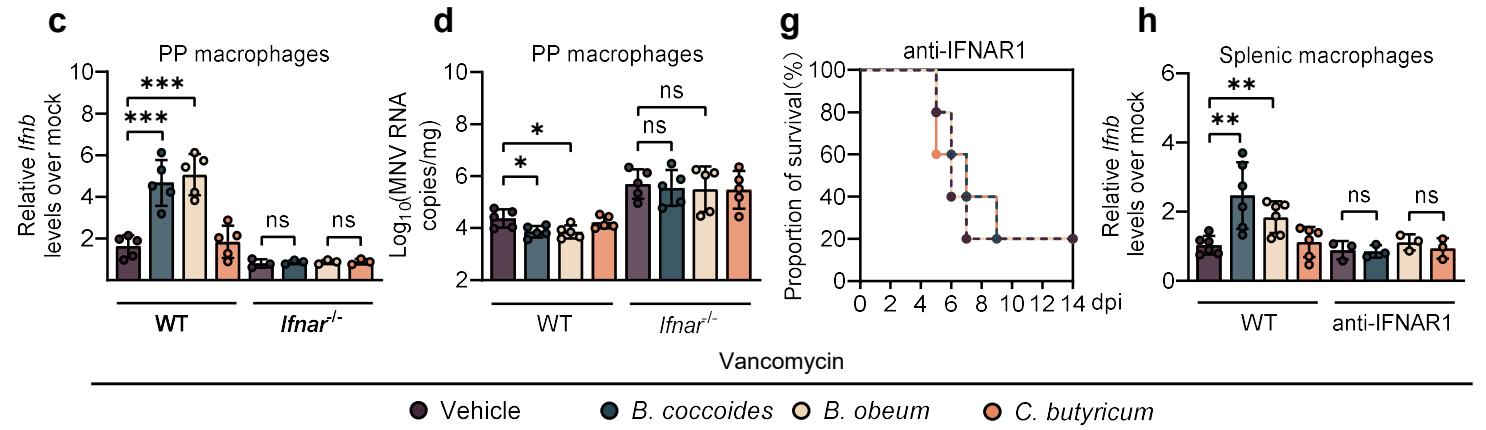 c
PP macrophages
Relative Ifnb
levels over mock
10
8
6
4
2
***
***
ns
ns
WT
Ifnar-/-
d
PP macrophages
Log10(MNV RNA
copies/mg)
10
8
6
4
2
*
*
ns
ns
WT
Ifnar-/-
g
anti-IFNAR1
Proportion of survival(%)
100
80
60
40
20
0
0 2 4 6 8 10 12 14 dpi
h
Splenic macrophages
Relative Ifnb
levels over mock
6
4
2
0
**
**
ns
ns
WT
anti-IFNAR1
Vancomycin
Vehicle B. coccoides B. obeum C. butyricum